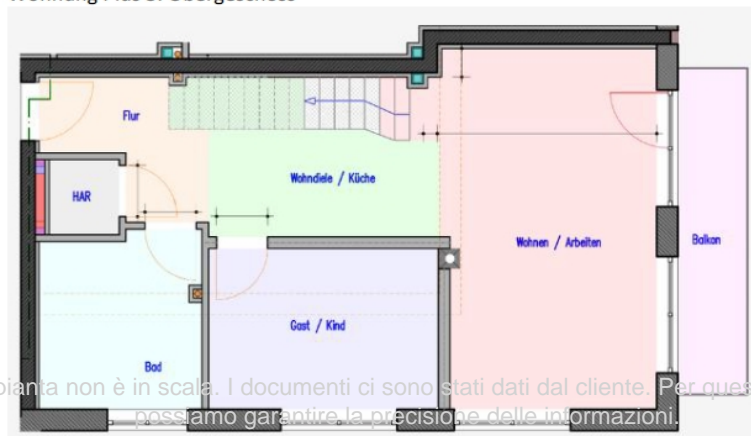 Wohnung Plus 3. Obergeschoss
Flur
Wohndiele / Küche
HAR
Wohnen / Arbeiten
Balkon
Gast / Kind
Bad
pianta non è in scala. I documenti ci sono stati dati dal cliente. Per ques
possiamo garantire la precisione delle informazioni.